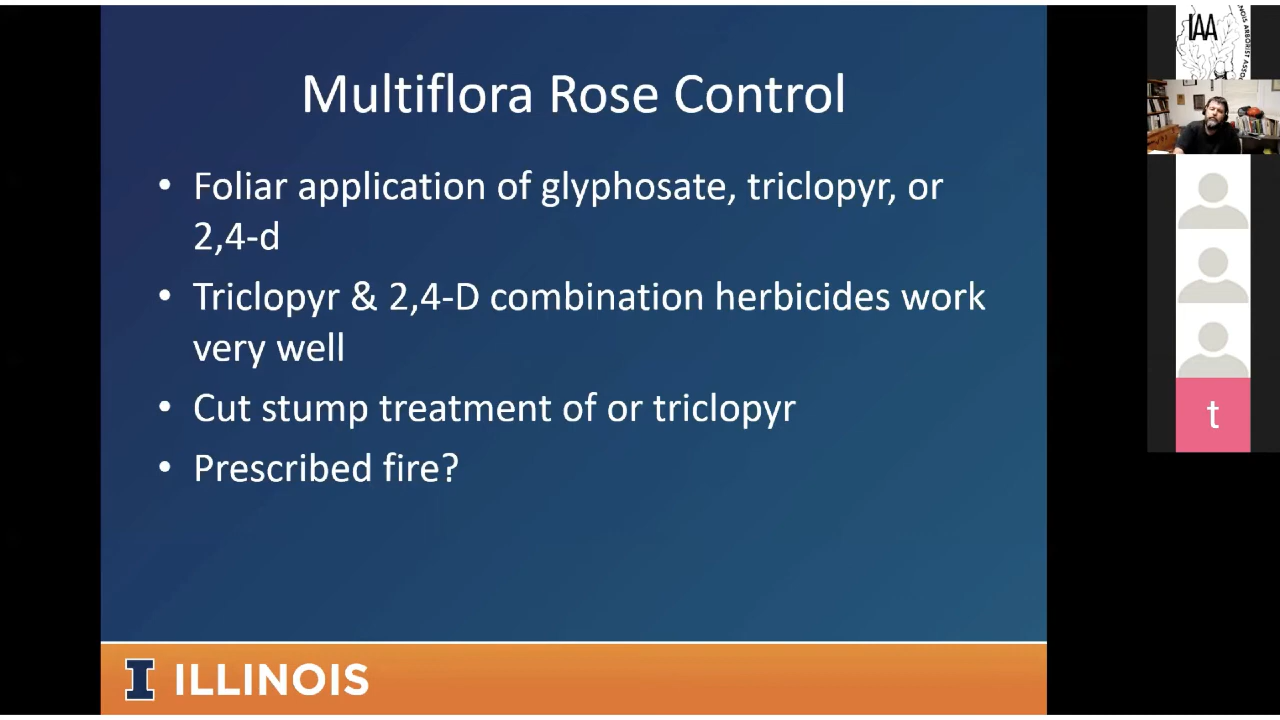 Multiflora Rose Control
• Foliar application of glyphosate, triclopyr, or
2,4-d
• Triclopyr & 2,4-D combination herbicides work
very well
• Cut stump treatment of or triclopyr
• Prescribed fire?
I ILLINOIS
IAA
t